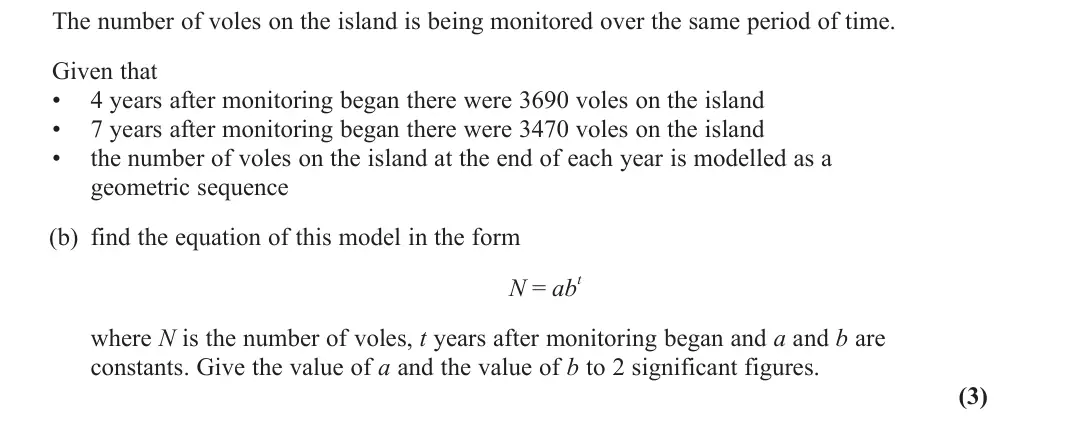 The number of voles on the island is being monitored over the same period of time.
Given that
• 4 years after monitoring began there were 3690 voles on the island
• 7 years after monitoring began there were 3470 voles on the island
• the number of voles on the island at the end of each year is modelled as a
geometric sequence
(b) find the equation of this model in the form
N = abᵗ
where N is the number of voles, t years after monitoring began and a and b are
constants. Give the value of a and the value of b to 2 significant figures.
(3)